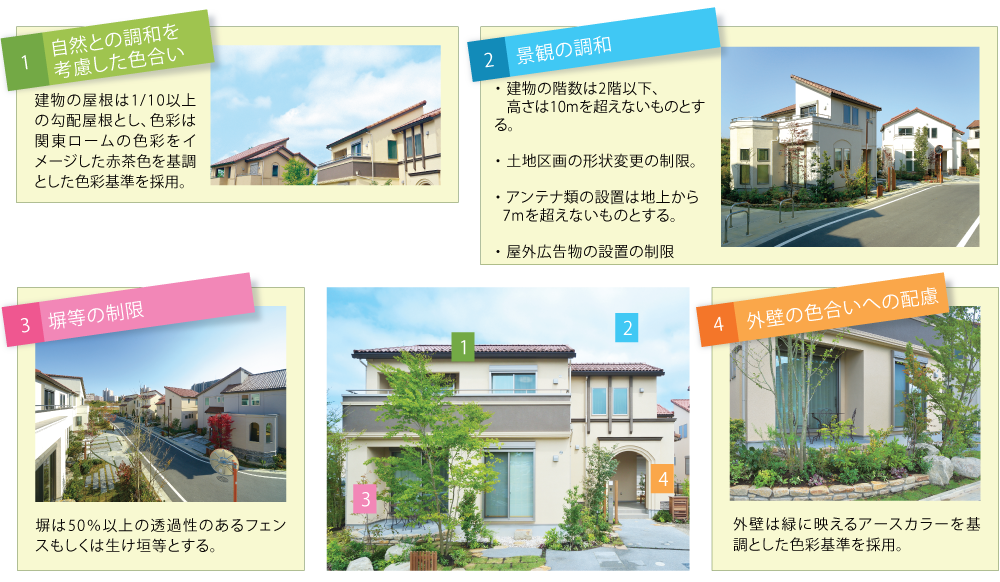 1
自然との調和を
考慮した色合い
建物の屋根は1/10以上
の勾配屋根とし、色彩は
関東ロームの色彩をイ
メージした赤茶色を基調
とした色彩基準を採用。
2
景観の調和
・建物の階数は2階以下、
高さは10mを超えないものとす
る。
・土地区画の形状変更の制限。
・アンテナ類の設置は地上から
7mを超えないものとする。
・屋外広告物の設置の制限
3
塀等の制限
塀は50%以上の透過性のあるフェン
スもしくは生け垣等とする。
1
2
3
4
4
外壁の色合いへの配慮
外壁は緑に映えるアースカラーを基
調とした色彩基準を採用。